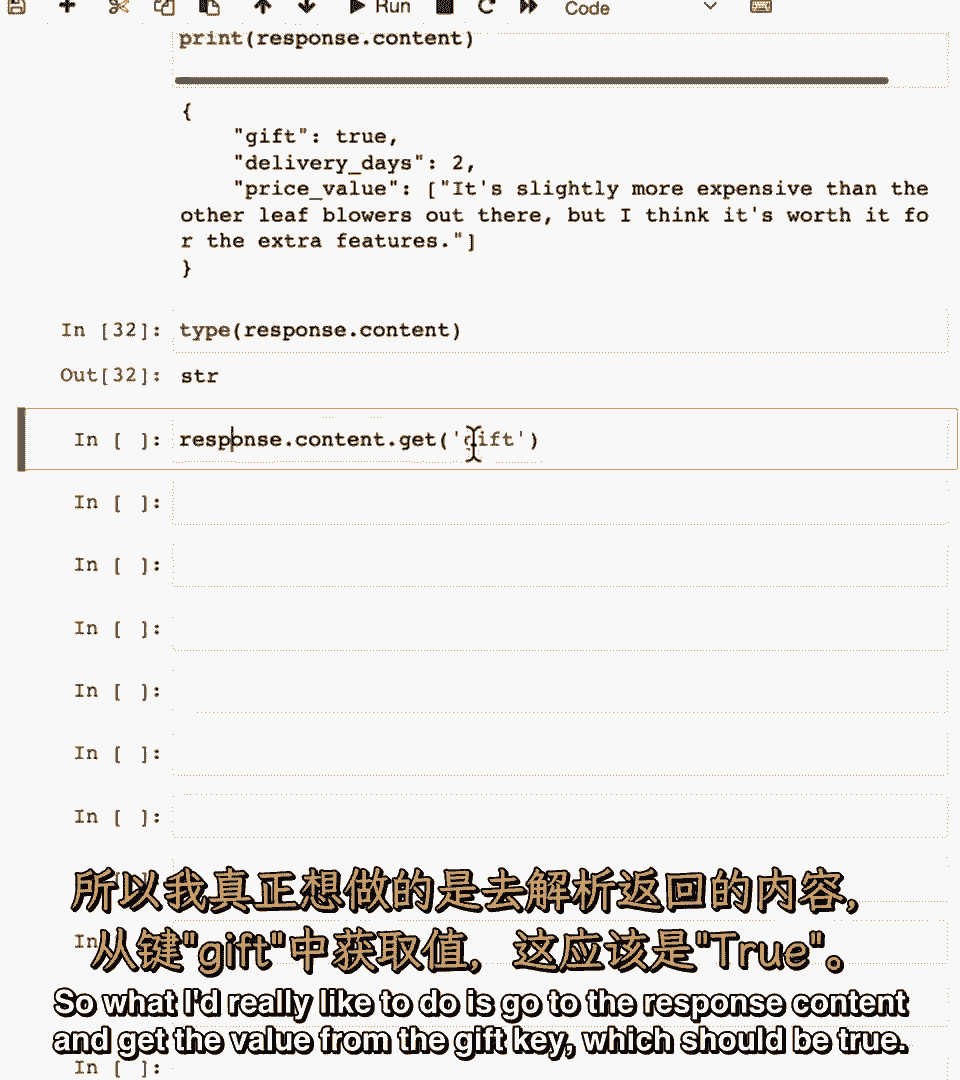 Run
Code
print(response.content)
{
"gift": true,
"delivery_days": 2,
"price_value": ["It's slightly more expensive than the
other leaf blowers out there, but I think it's worth it fo
r the extra features."]
}
In [32]: type(response.content)
Out[32]: str
In [ ]: response.content.get('gift')
In [ ]:
In [ ]:
In [ ]:
In [ ]:
In [ ]:
In [ ]:
所以我真正想做的是去解析返回的内容,
In
从键"gift"中获取值, 这应该是"True"。
So what I'd really like to do is go to the response content
and get the value from the gift key, which should be true.
In [ ]: